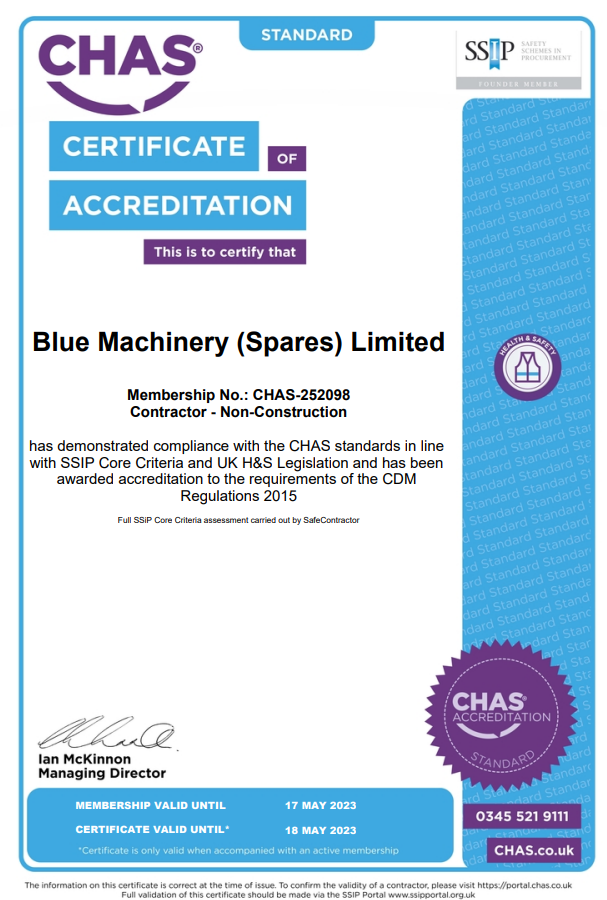 CHAS®
STANDARD
SSIP
SAFETY
SCHEMES IN
PROCUREMENT
FOUNDER MEMBER
CERTIFICATE
OF
ACCREDITATION
This is to certify that
Blue Machinery (Spares) Limited
HEALTH & SAFETY
Membership No.: CHAS-252098
Contractor - Non-Construction
has demonstrated compliance with the CHAS standards in line
with SSIP Core Criteria and UK H&S Legislation and has been
awarded accreditation to the requirements of the CDM
Regulations 2015
Full SSiP Core Criteria assessment carried out by SafeContractor
CHAS®
ACCREDITATION
STANDARD
Ian McKinnon
Managing Director
MEMBERSHIP VALID UNTIL 17 MAY 2023
CERTIFICATE VALID UNTIL* 18 MAY 2023
*Certificate is only valid when accompanied with an active membership
0345 521 9111
CHAS.co.uk
The information on this certificate is correct at the time of issue. To confirm the validity of a contractor, please visit https://portal.chas.co.uk
Full validation of this certificate should be made via the SSIP Portal www.ssipportal.org.uk